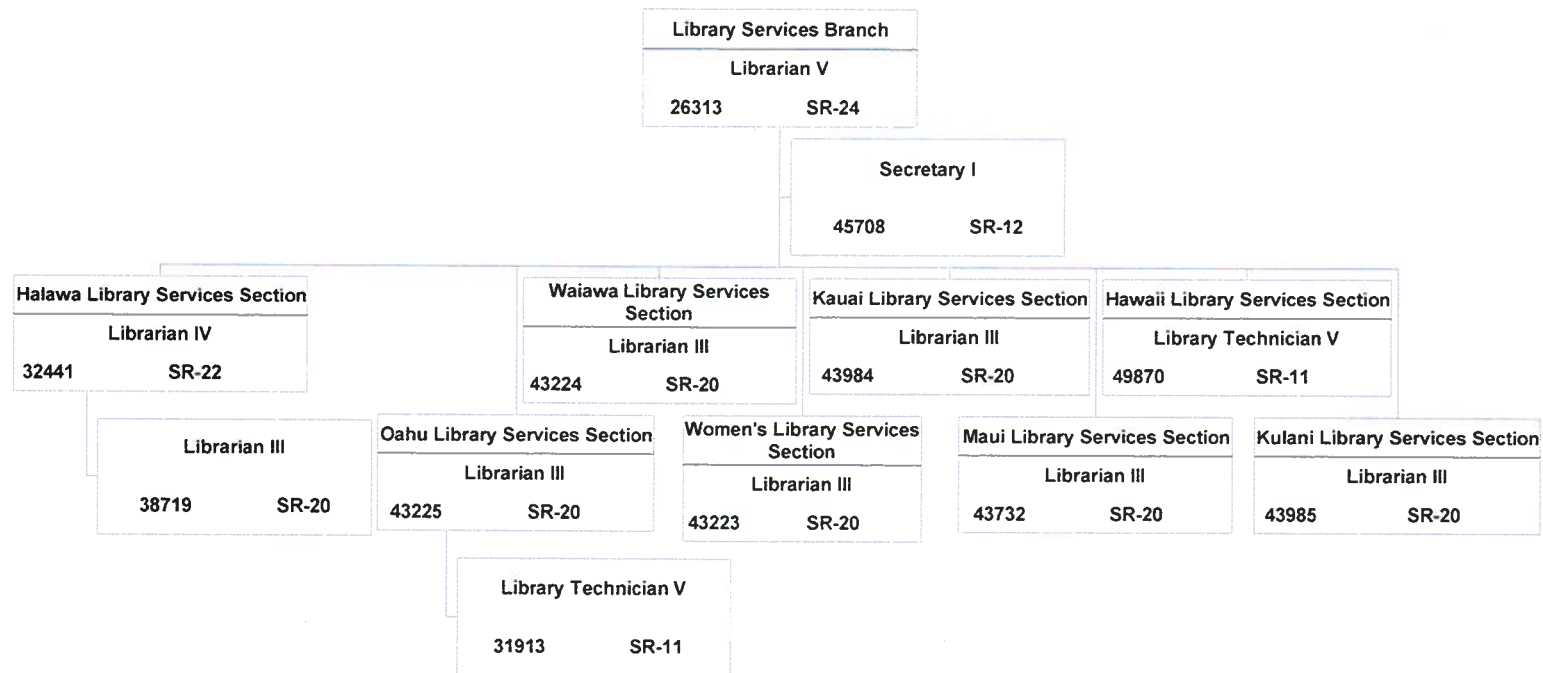 Library Services Branch
Librarian V
26313 SR-24
Secretary I
45708 SR-12
Halawa Library Services Section
Librarian IV
32441 SR-22
Librarian III
38719 SR-20
Oahu Library Services Section
Librarian III
43225 SR-20
Library Technician V
31913 SR-11
Waiawa Library Services
Section
Librarian III
43224 SR-20
Women's Library Services
Section
Librarian III
43223 SR-20
Kauai Library Services Section
Librarian III
43984 SR-20
Maui Library Services Section
Librarian III
43732 SR-20
Hawaii Library Services Section
Library Technician V
49870 SR-11
Kulani Library Services Section
Librarian III
43985 SR-20